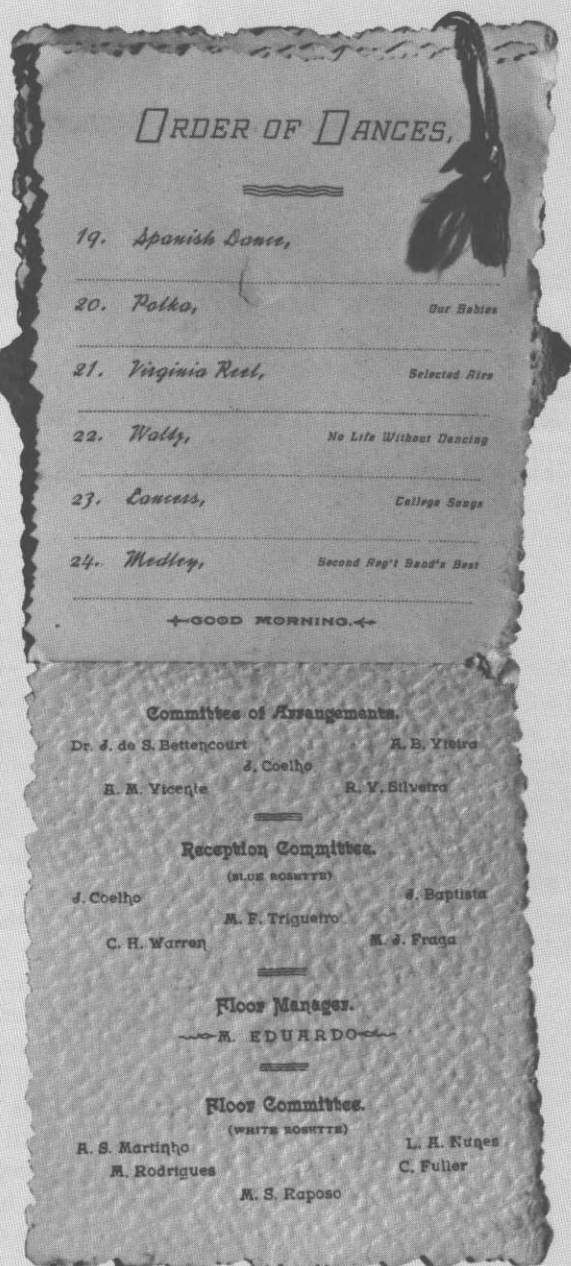 ORDER OF DANCES,
19. Spanish Dance,
20. Polka, Our Babies
21. Virginia Reel, Selected Airs
22. Waltz, No Life Without Dancing
23. Lancers, College Songs
24. Medley, Second Reg't Band's Best
GOOD MORNING.
Committee of Arrangements.
Dr. J. de S. Bettencourt A. B. Vieira
J. Coelho
A. M. Vicente R. V. Silveira
Reception Committee.
(BLUE ROSETTE)
J. Coelho J. Baptista
M. F. Trigueiro
C. H. Warren M. J. Fraga
Floor Manager.
M. EDUARDO
Floor Committee.
(WHITE ROSETTE)
A. S. Martinho L. A. Nunes
M. Rodrigues C. Fuller
M. S. Raposo